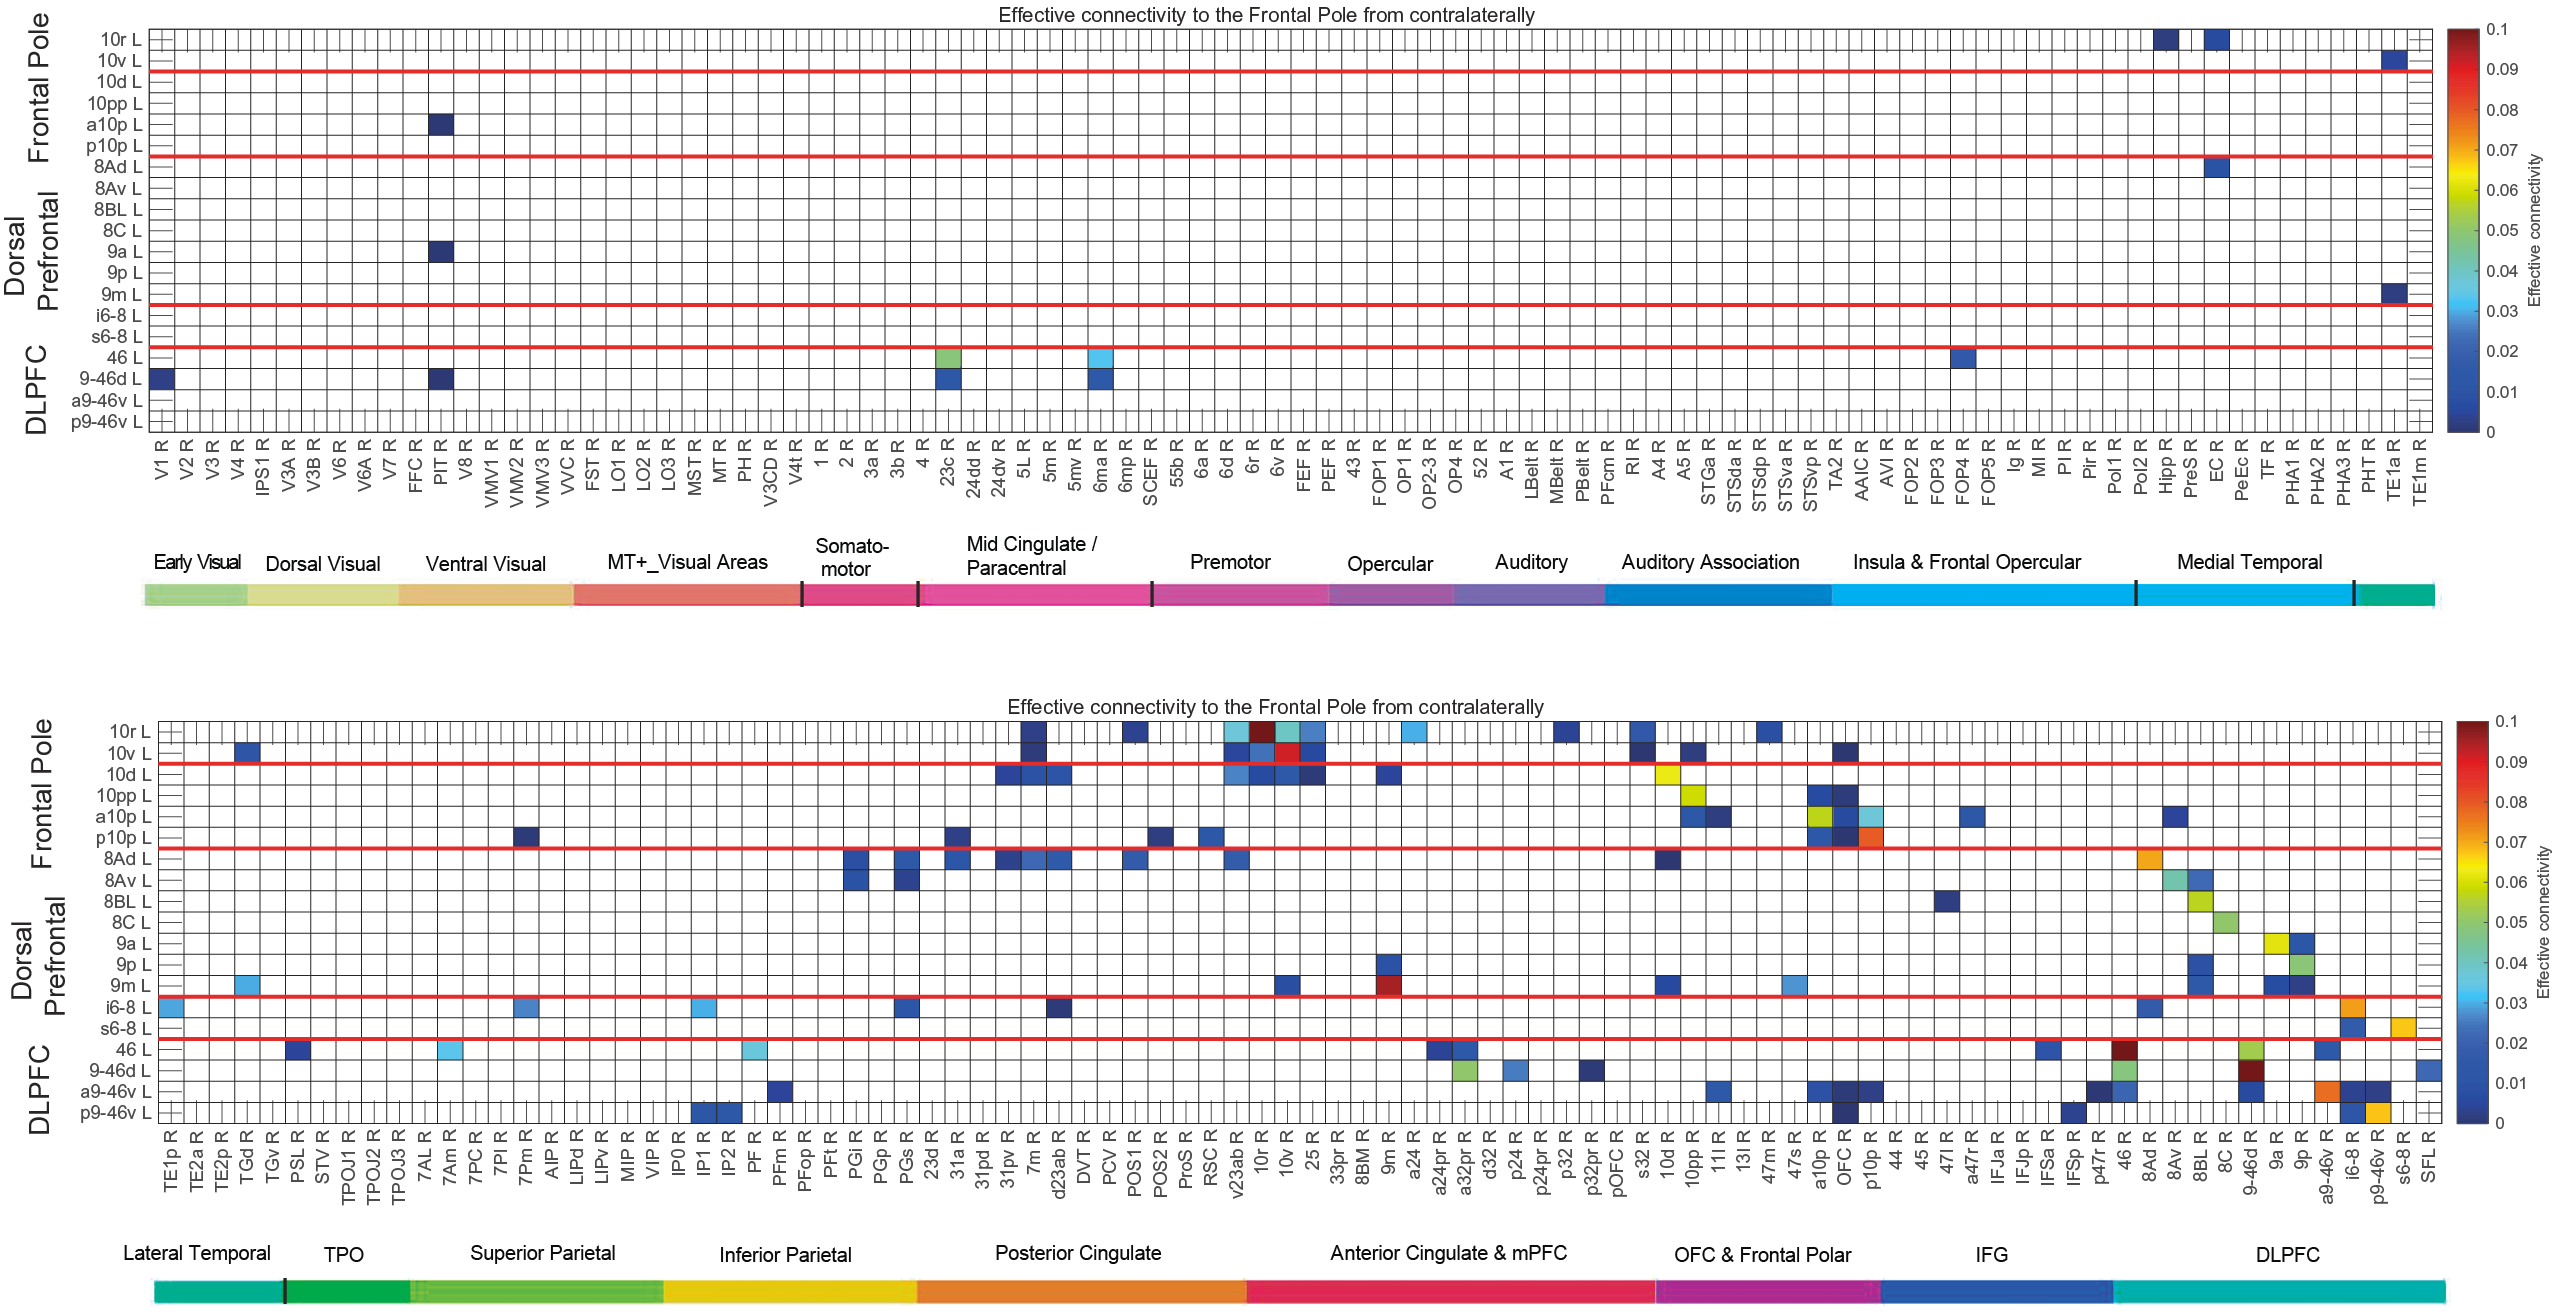 Effective connectivity to the Frontal Pole from contralaterally
Frontal Pole
Dorsal
Prefrontal
DLPFC
10r L
10v L
10d L
10pp L
a10p L
p10p L
8Ad L
8Av L
8BL L
8C L
9a L
9p L
9m L
i6-8 L
s6-8 L
46 L
9-46d L
a9-46v L
p9-46v L
0.1
0.09
0.08
0.07
0.06
0.05
0.04
0.03
0.02
0.01
0
Effective connectivity
V1 R V2 R V3 R V4 R IPS1 R V3A R V3B R V6 R V6A R V7 R FFC R PIT R V8 R VMV1 R VMV2 R VMV3 R VVC R FST R LO1 R LO2 R LO3 R MST R MT R PH R V3CD R V4t R 1 R 2 R 3a R 3b R 4 R 23c R 24dd R 24dv R 5L R 5m R 5mv R 6ma R 6mp R SCEF R 55b R 6a R 6d R 6r R 6v R FEF R PEF R 43 R FOP1 R OP1 R OP2-3 R OP4 R 52 R A1 R LBelt R MBelt R PBelt R PFcm R RI R A4 R A5 R STGa R STSda R STSdp R STSva R STSvp R TA2 R AAIC R AVI R FOP2 R FOP3 R FOP4 R FOP5 R Ig R MI R PI R Pir R PoI1 R PoI2 R Hipp R PreS R EC R PeEc R TF R PHA1 R PHA2 R PHA3 R PHT R TE1a R TE1m R
Early Visual
Dorsal Visual
Ventral Visual
MT+_Visual Areas
Somato-
motor
Mid Cingulate /
Paracentral
Premotor
Opercular
Auditory
Auditory Association
Insula & Frontal Opercular
Medial Temporal
Effective connectivity to the Frontal Pole from contralaterally
Frontal Pole
Dorsal
Prefrontal
DLPFC
10r L
10v L
10d L
10pp L
a10p L
p10p L
8Ad L
8Av L
8BL L
8C L
9a L
9p L
9m L
i6-8 L
s6-8 L
46 L
9-46d L
a9-46v L
p9-46v L
0.1
0.09
0.08
0.07
0.06
0.05
0.04
0.03
0.02
0.01
0
Effective connectivity
TE1p R TE2a R TE2p R TGd R TGv R PSL R STV R TPOJ1 R TPOJ2 R TPOJ3 R 7AL R 7Am R 7PC R 7Pl R 7Pm R AIP R LIPd R LIPv R MIP R VIP R IP0 R IP1 R IP2 R PF R PFm R PFop R PFt R PGi R PGp R PGs R 23d R 31a R 31pd R 31pv R 7m R d23ab R DVT R PCV R POS1 R POS2 R ProS R RSC R v23ab R 10r R 10v R 25 R 33pr R 8BM R 9m R a24 R a24pr R a32pr R d32 R p24 R p24pr R p32 R p32pr R pOFC R s32 R 10d R 10pp R 11l R 13l R 47m R 47s R a10p R OFC R p10p R 44 R 45 R 47l R a47r R IFJa R IFJp R IFSa R IFSp R p47r R 46 R 8Ad R 8Av R 8BL R 8C R 9-46d R 9a R 9p R a9-46v R i6-8 R p9-46v R s6-8 R SFL R
Lateral Temporal
TPO
Superior Parietal
Inferior Parietal
Posterior Cingulate
Anterior Cingulate & mPFC
OFC & Frontal Polar
IFG
DLPFC